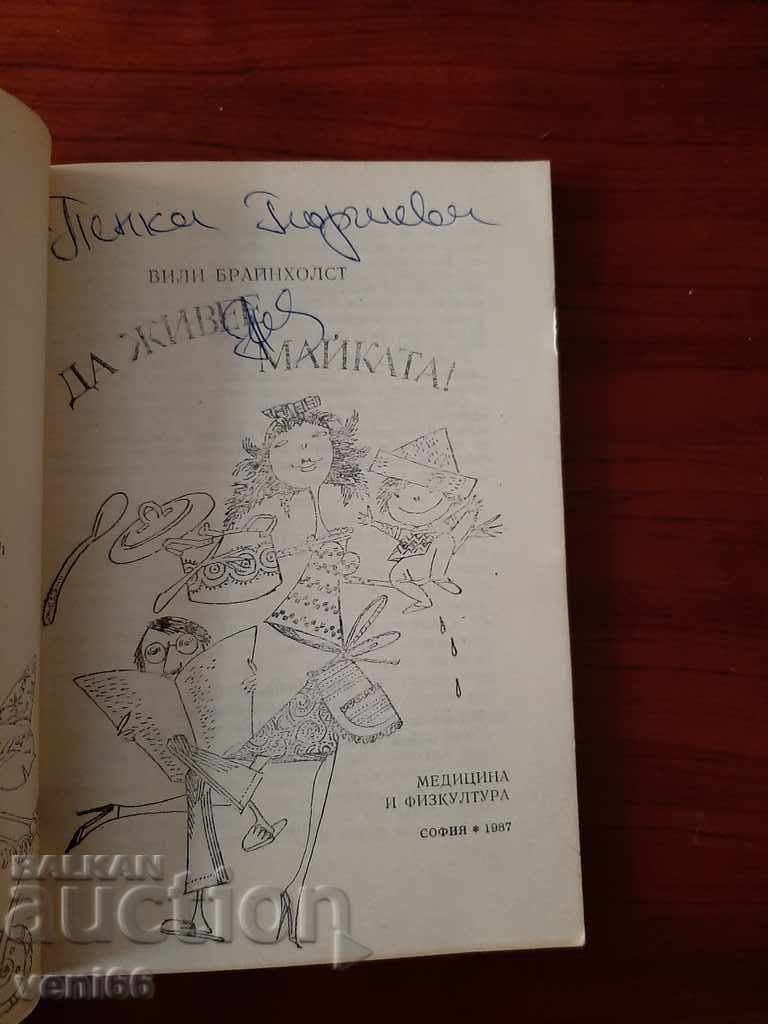 Пенка Георгиева
ВИЛИ БРАЙНХОЛСТ
ДА ЖИВЕЕ
МАЙКАТА!
МЕДИЦИНА
И ФИЗКУЛТУРА
СОФИЯ * 1987
BALKAN
auction
veni66